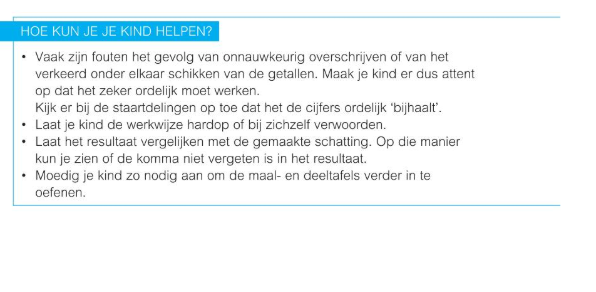 HOE KUN JE JE KIND HELPEN?
• Vaak zijn fouten het gevolg van onnauwkeurig overschrijven of van het
verkeerd onder elkaar schikken van de getallen. Maak je kind er dus attent
op dat het zeker ordelijk moet werken.
Kijk er bij de staartdelingen op toe dat het de cijfers ordelijk ‘bijhaalt’.
• Laat je kind de werkwijze hardop of bij zichzelf verwoorden.
• Laat het resultaat vergelijken met de gemaakte schatting. Op die manier
kun je zien of de komma niet vergeten is in het resultaat.
• Moedig je kind zo nodig aan om de maal- en deeltafels verder in te
oefenen.